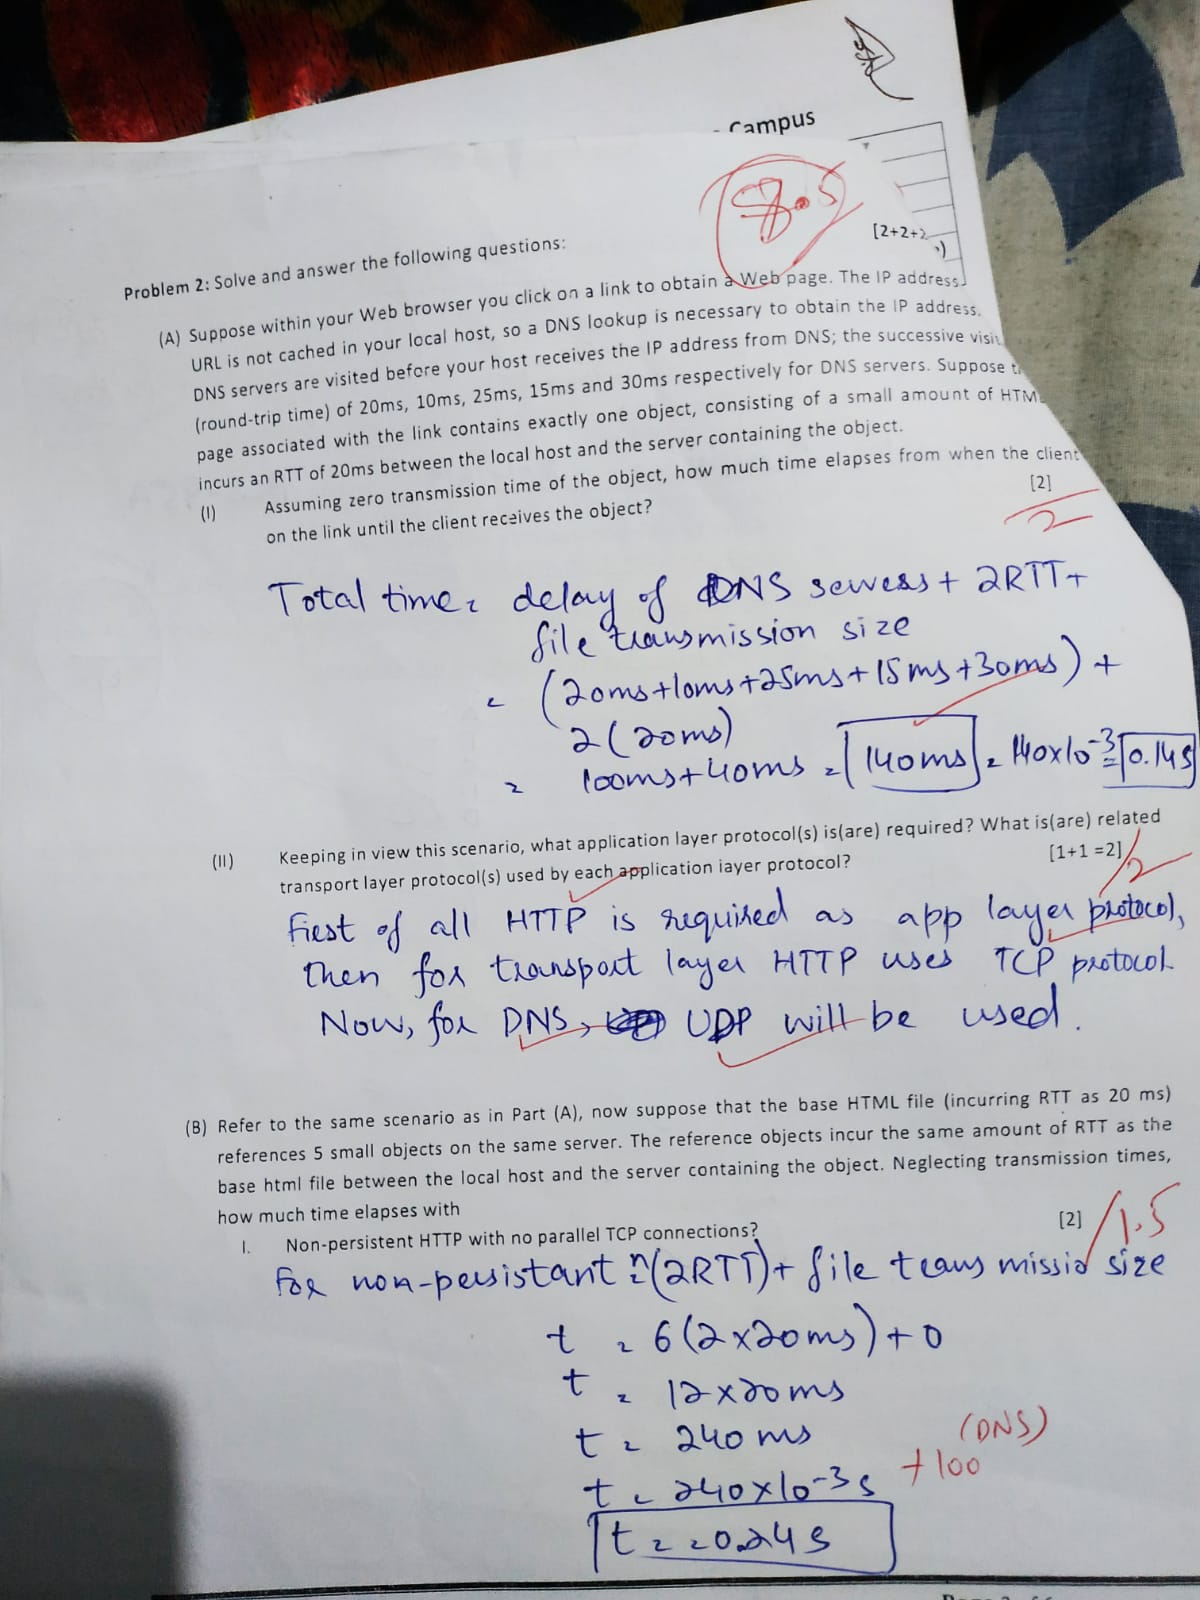 Campus
8.5
[2+2+2
Problem 2: Solve and answer the following questions:
(A) Suppose within your Web browser you click on a link to obtain a Web page. The IP address
URL is not cached in your local host, so a DNS lookup is necessary to obtain the IP address.
DNS servers are visited before your host receives the IP address from DNS; the successive
(round-trip time) of 20ms, 10ms, 25ms, 15ms and 30ms respectively for DNS servers. Suppose
page associated with the link contains exactly one object, consisting of a small amount of
incurs an RTT of 20ms between the local host and the server containing the object.
(I) Assuming zero transmission time of the object, how much time elapses from when the client
on the link until the client receives the object?
[2]
2
Total time = delay of DNS servers + 2RTT +
file transmission size
= (20ms+10ms+25ms+15ms+30ms) +
2(20ms)
= 100ms+40ms = 140ms = 140x10-3 = 0.14s
(II) Keeping in view this scenario, what application layer protocol(s) is(are) required? What is(are) related
transport layer protocol(s) used by each application layer protocol?
[1+1 =2]
/2
First of all HTTP is required as app layer protocol,
then for transport layer HTTP uses TCP protocol.
Now, for DNS, UDP will be used.
(B) Refer to the same scenario as in Part (A), now suppose that the base HTML file (incurring RTT as 20 ms)
references 5 small objects on the same server. The reference objects incur the same amount of RTT as the
base html file between the local host and the server containing the object. Neglecting transmission times,
how much time elapses with
I. Non-persistent HTTP with no parallel TCP connections?
[2]
/1.5
For non-persistant = n(2RTT) + file transmissio size
t = 6(2x20ms) + 0
t = 12x20ms
t = 240 ms
(DNS)
+100
t = 240x10-3s
t = 0.24s